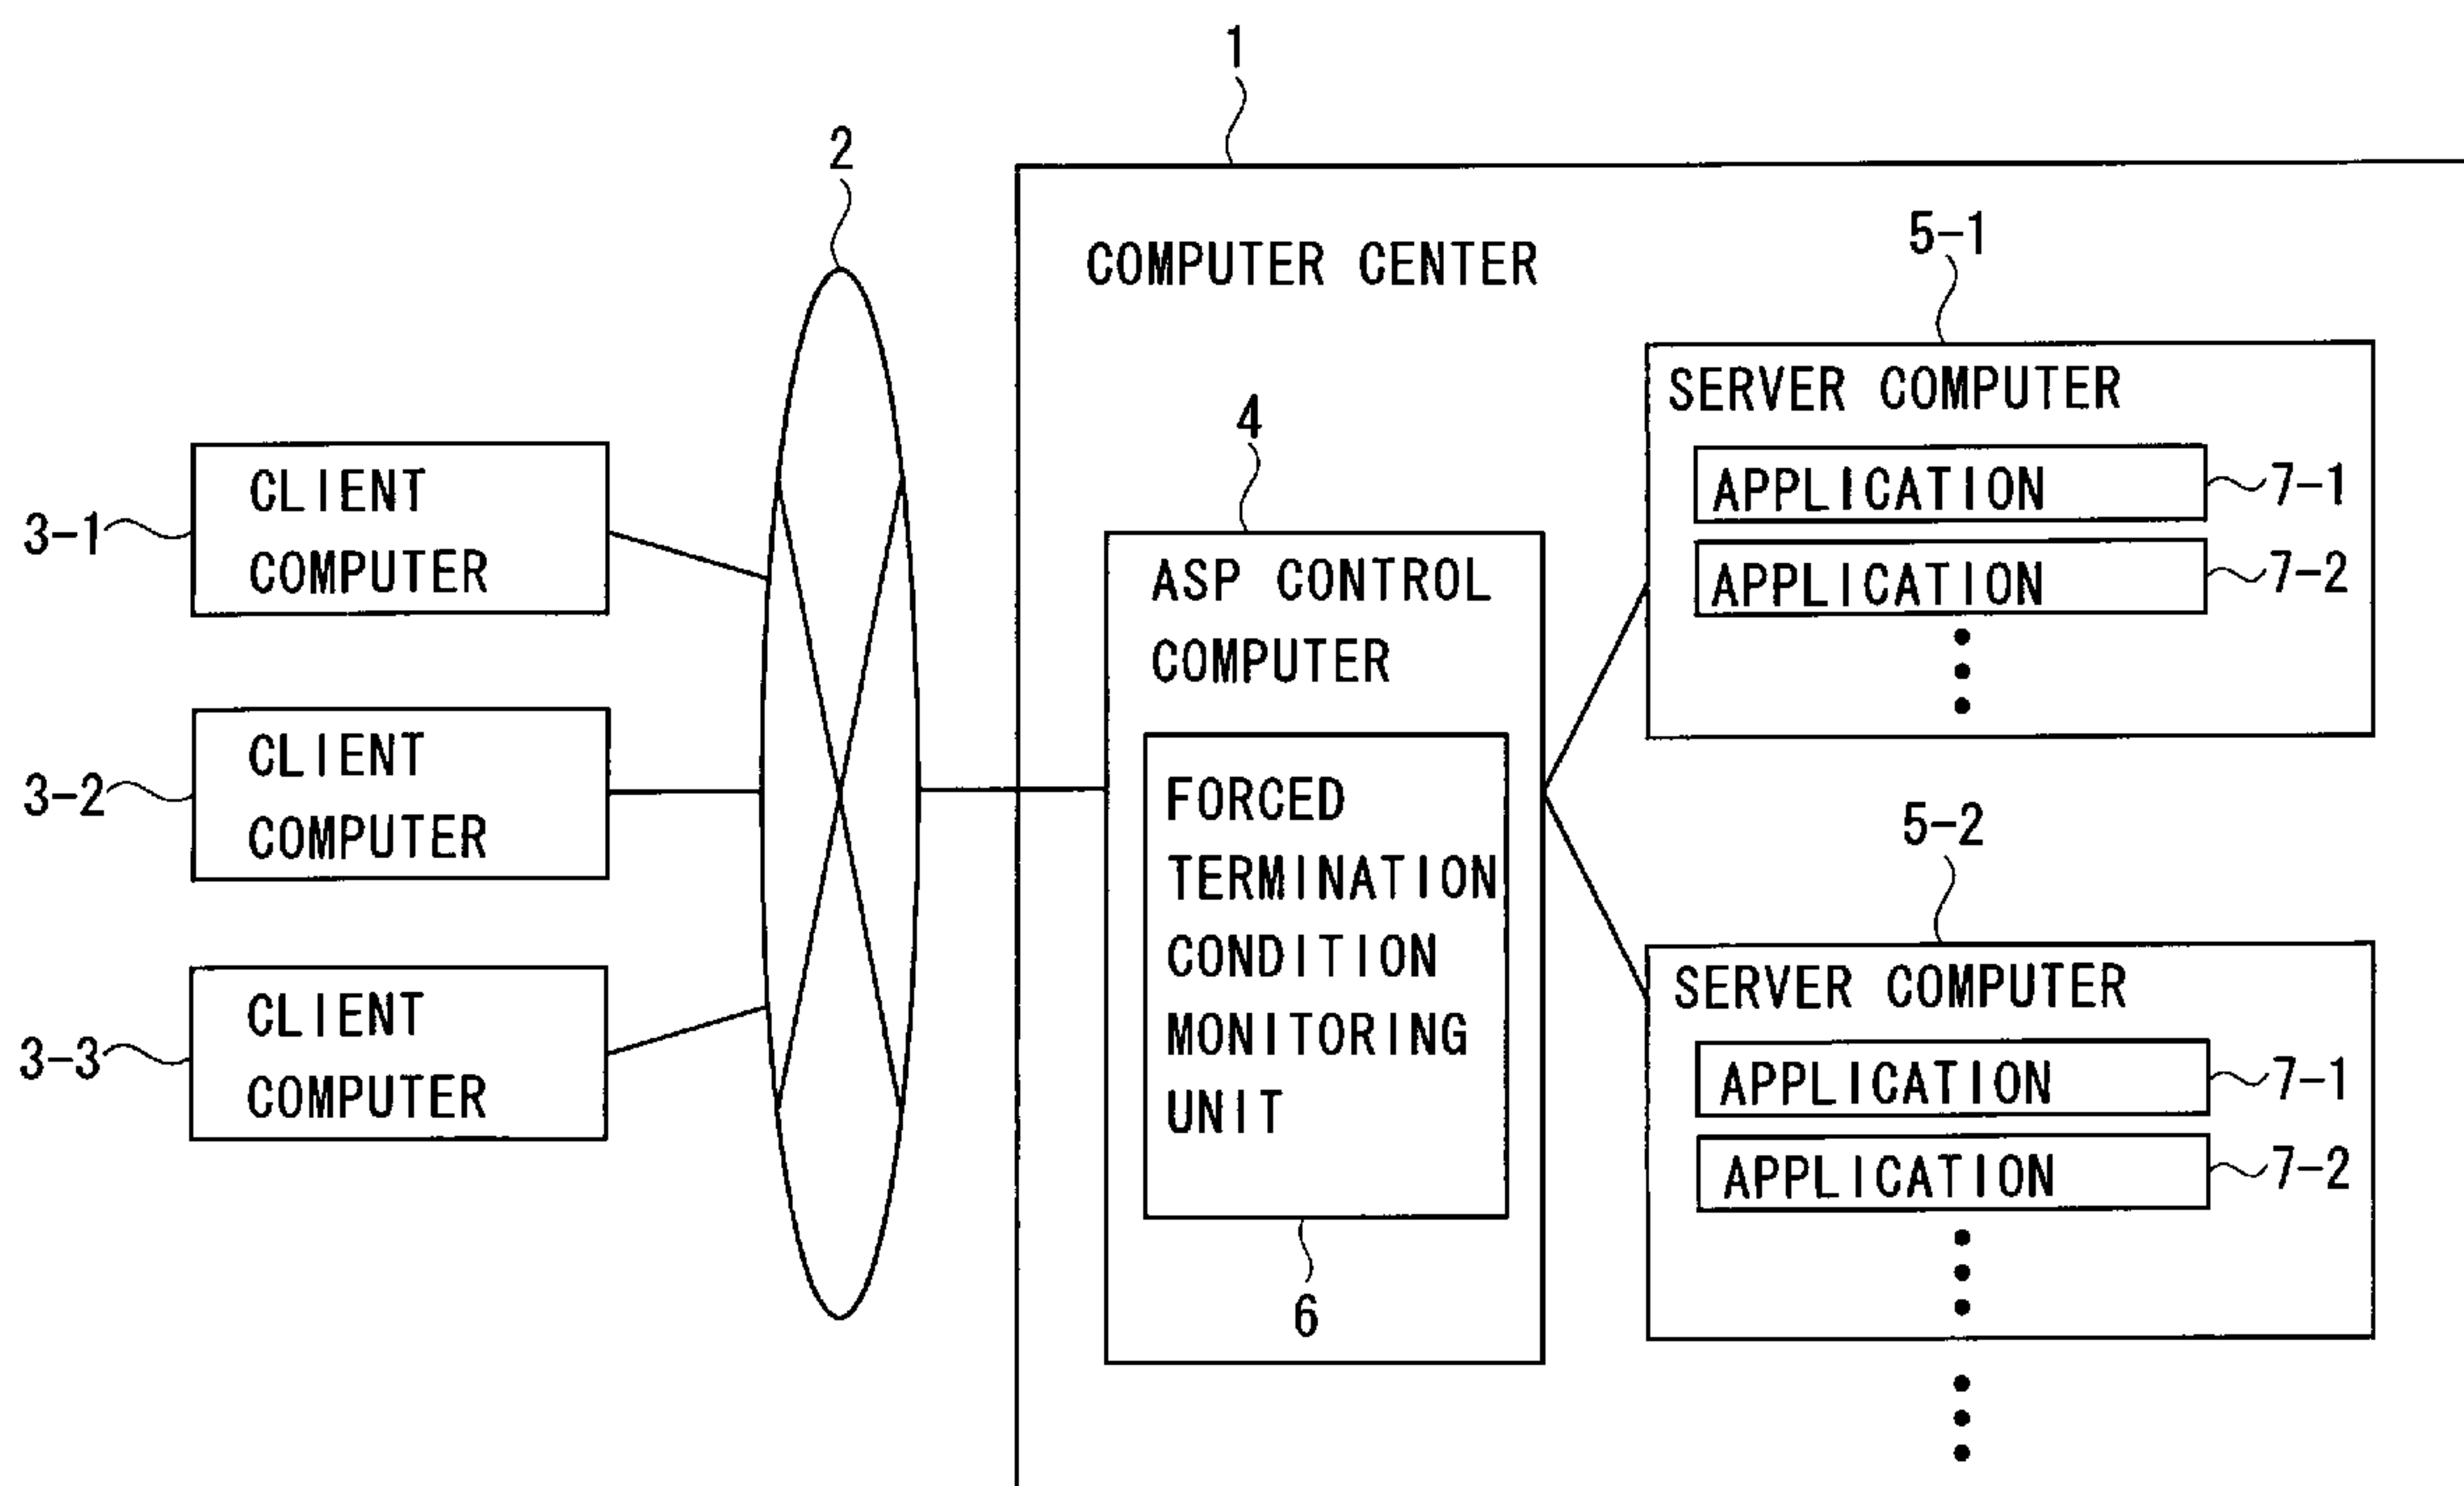 1
2
COMPUTER CENTER
5-1
SERVER COMPUTER
APPLICATION
7-1
APPLICATION
7-2
4
ASP CONTROL
COMPUTER
FORCED
TERMINATION
CONDITION
MONITORING
UNIT
6
3-1
CLIENT
COMPUTER
3-2
CLIENT
COMPUTER
3-3
CLIENT
COMPUTER
5-2
SERVER COMPUTER
APPLICATION
7-1
APPLICATION
7-2